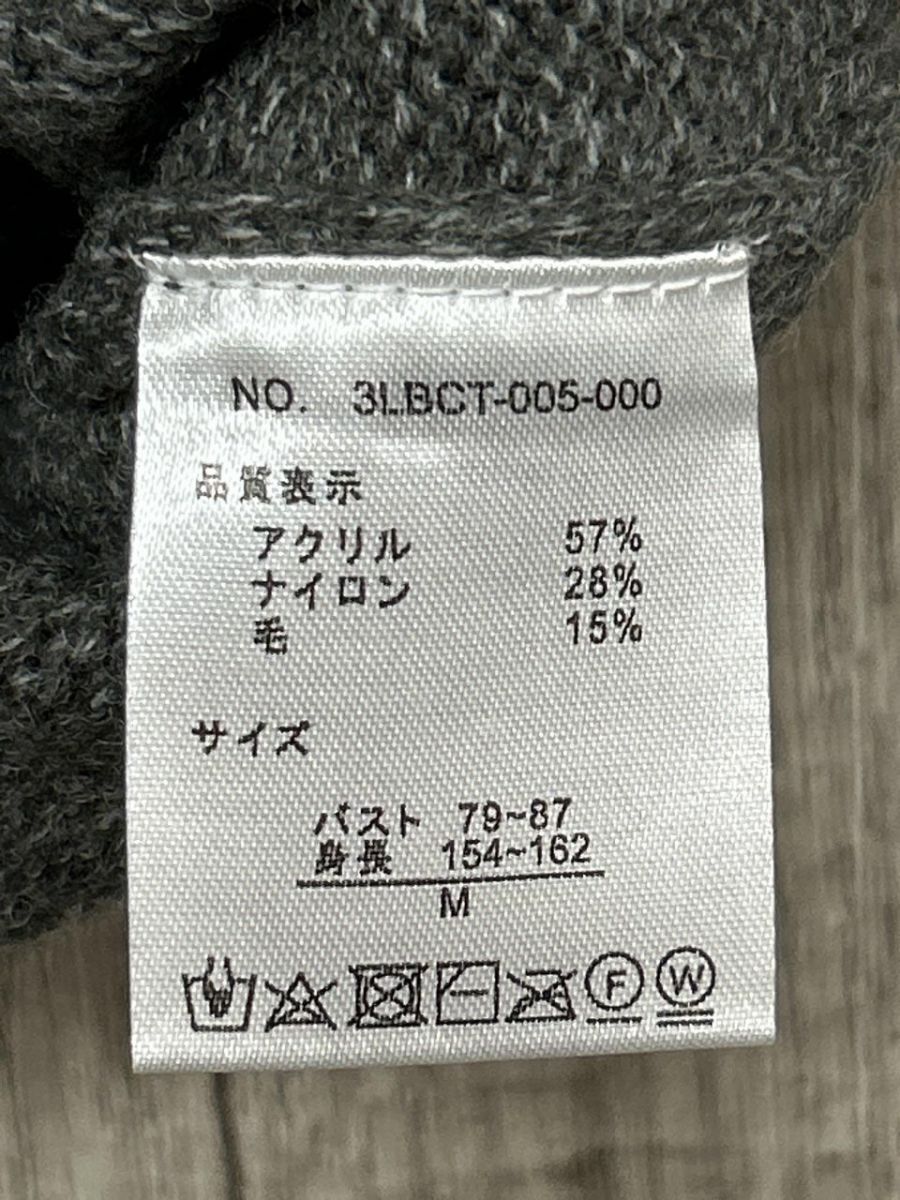 NO. 3LBCT-005-000
品質表示
アクリル 57%
ナイロン 28%
毛 15%
サイズ
バスト 79~87
身長 154~162
M
F W